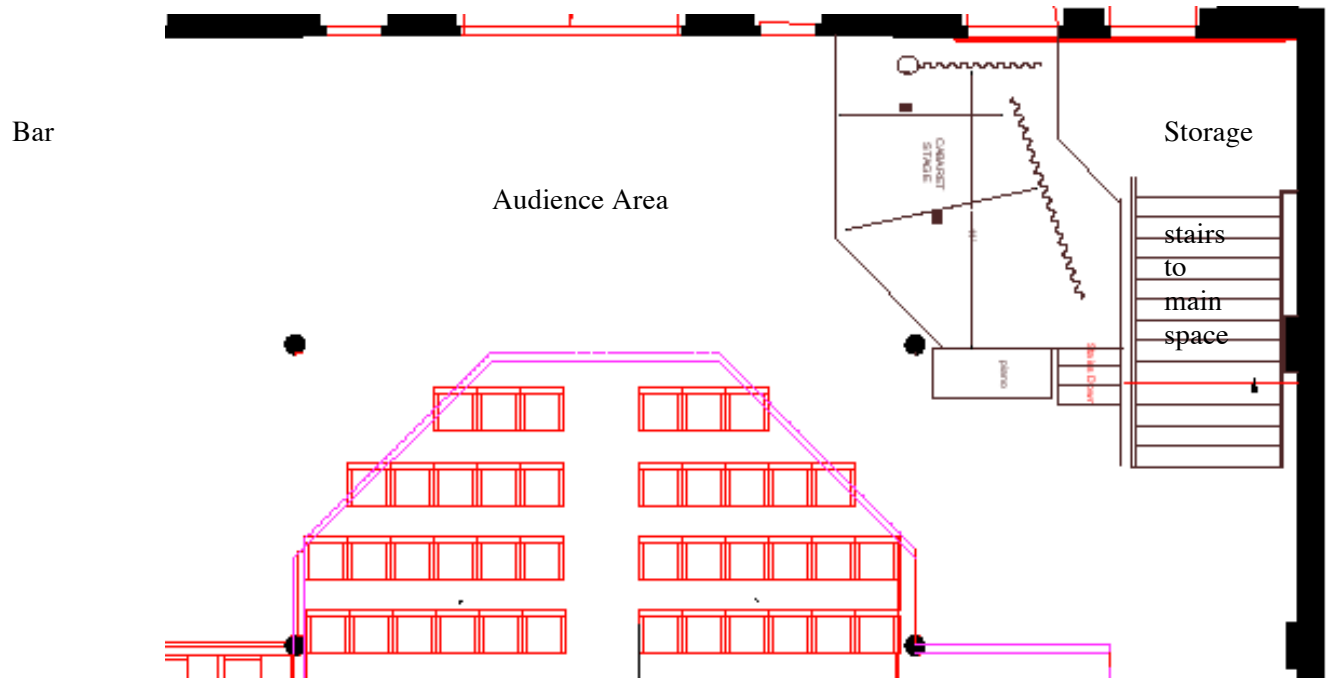 Bar
Storage
CABARET
STAGE
Audience Area
stairs
to
main
space
piano
Stairs Down